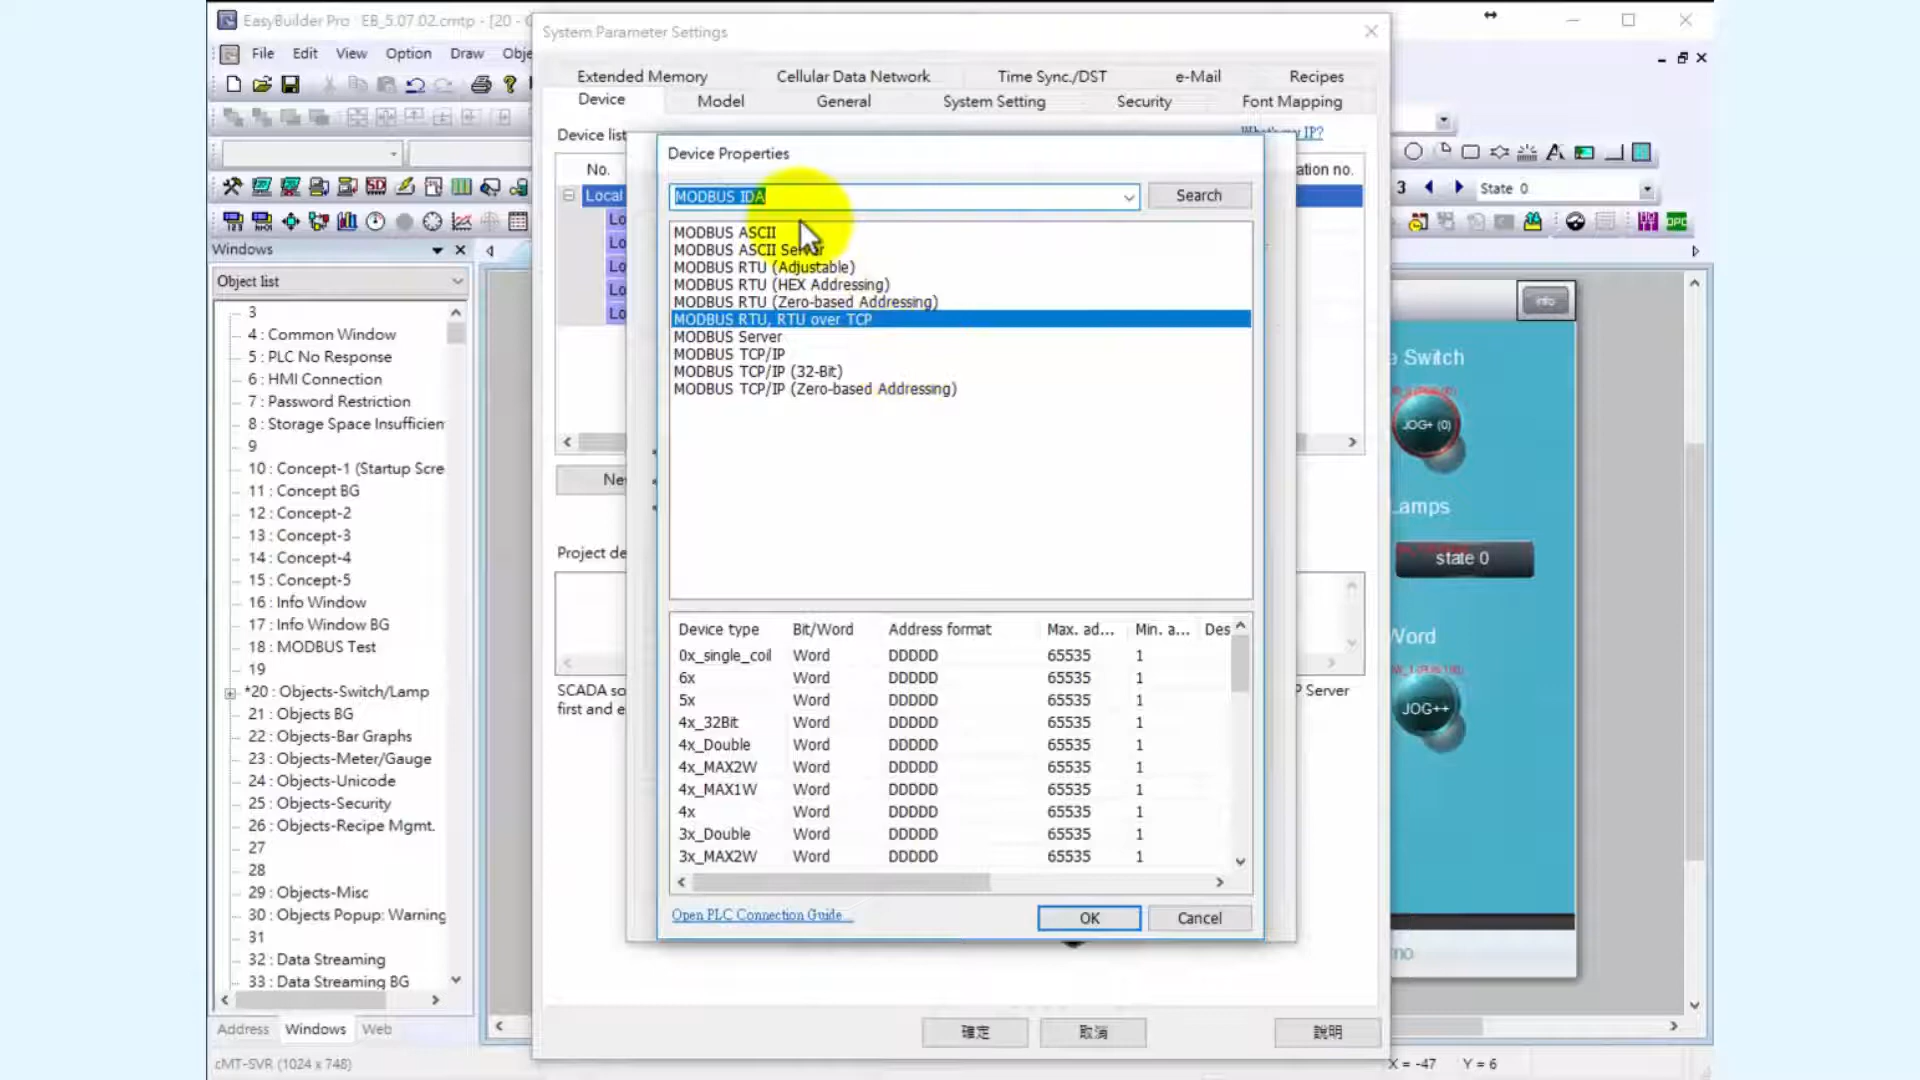 EasyBuilder Pro - EB_5.07.02.cmtp - [20 -
File Edit View Option Draw Obje
Windows
Object list
3
4 : Common Window
5 : PLC No Response
6 : HMI Connection
7 : Password Restriction
8 : Storage Space Insufficien
9
10 : Concept-1 (Startup Scre
11 : Concept BG
12 : Concept-2
13 : Concept-3
14 : Concept-4
15 : Concept-5
16 : Info Window
17 : Info Window BG
18 : MODBUS Test
19
*20 : Objects-Switch/Lamp
21 : Objects BG
22 : Objects-Bar Graphs
23 : Objects-Meter/Gauge
24 : Objects-Unicode
25 : Objects-Security
26 : Objects-Recipe Mgmt.
27
28
29 : Objects-Misc
30 : Objects Popup: Warning
31
32 : Data Streaming
33 : Data Streaming BG
Address Windows Web
cMT-SVR (1024 x 748)
System Parameter Settings
Extended Memory Cellular Data Network Time Sync./DST e-Mail Recipes
Device Model General System Setting Security Font Mapping
Device list
What's my IP?
No.
ation no.
Local
Lo
Lo
Lo
Lo
Lo
Ne
Project de
SCADA so
P Server
first and e
Device Properties
MODBUS IDA
Search
MODBUS ASCII
MODBUS ASCII Server
MODBUS RTU (Adjustable)
MODBUS RTU (HEX Addressing)
MODBUS RTU (Zero-based Addressing)
MODBUS RTU, RTU over TCP
MODBUS Server
MODBUS TCP/IP
MODBUS TCP/IP (32-Bit)
MODBUS TCP/IP (Zero-based Addressing)
Device type Bit/Word Address format Max. ad... Min. a... Des
0x_single_coil Word DDDDD 65535 1
6x Word DDDDD 65535 1
5x Word DDDDD 65535 1
4x_32Bit Word DDDDD 65535 1
4x_Double Word DDDDD 65535 1
4x_MAX2W Word DDDDD 65535 1
4x_MAX1W Word DDDDD 65535 1
4x Word DDDDD 65535 1
3x_Double Word DDDDD 65535 1
3x_MAX2W Word DDDDD 65535 1
Open PLC Connection Guide...
OK Cancel
確定 取消 說明
3 State 0
info
e Switch
JOG+ (0)
Lamps
state 0
Word
JOG++
mo
X = -47 Y = 6